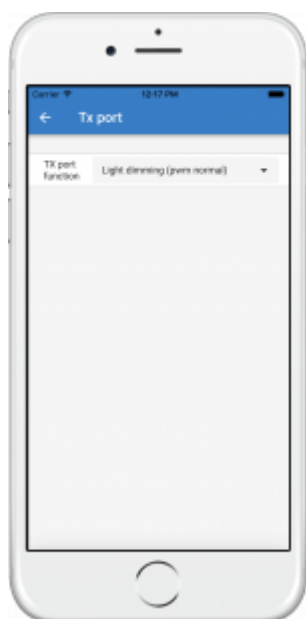 Carrier 12:17 PM
Tx port
TX port
function
Light dimming (pwm normal)